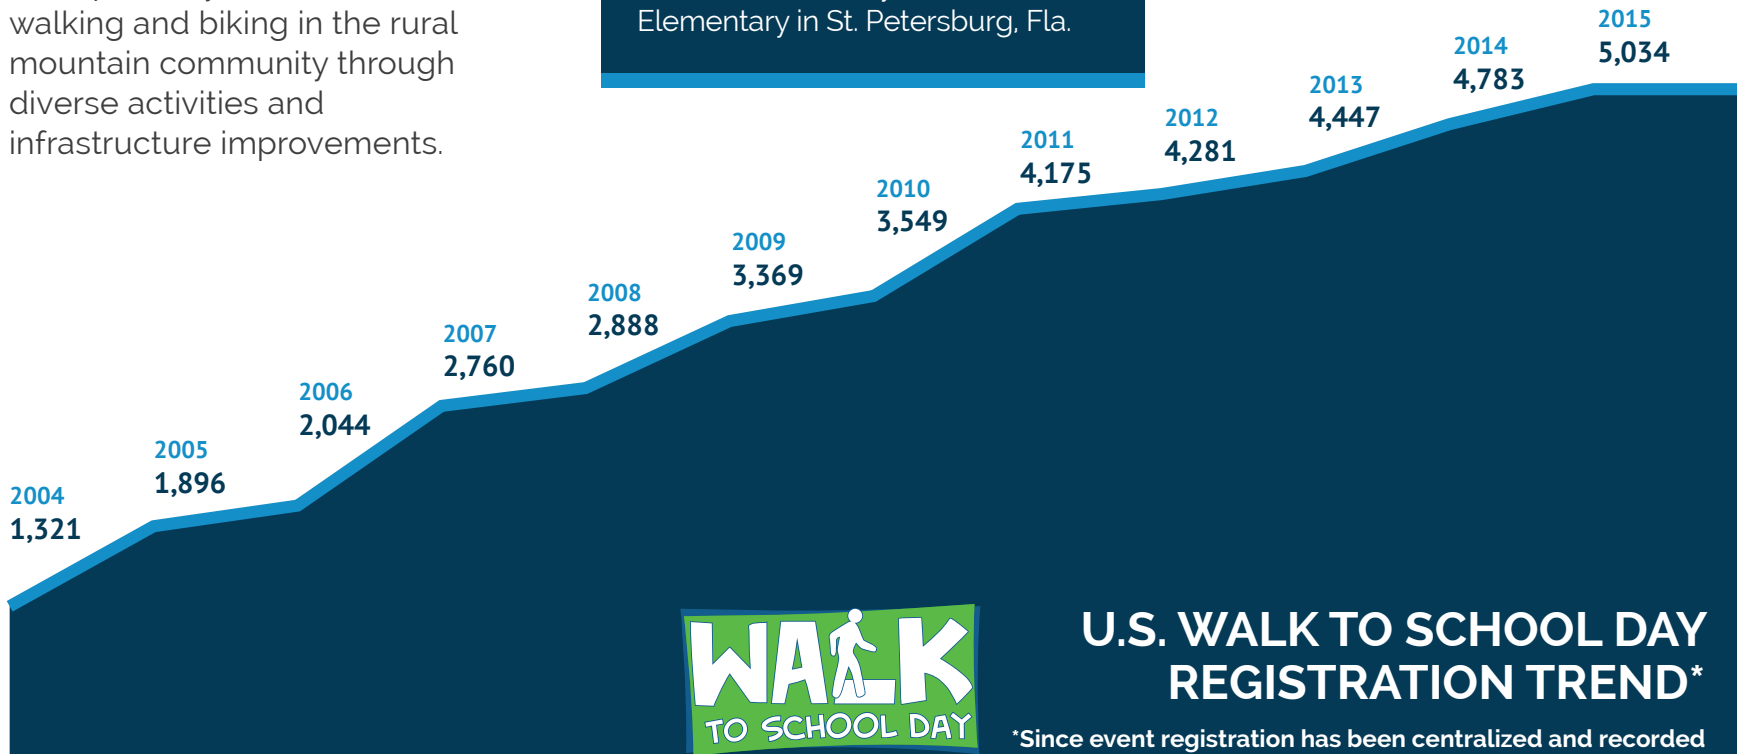 walking and biking in the rural
mountain community through
diverse activities and
infrastructure improvements.
Elementary in St. Petersburg, Fla.
2004
1,321
2005
1,896
2006
2,044
2007
2,760
2008
2,888
2009
3,369
2010
3,549
2011
4,175
2012
4,281
2013
4,447
2014
4,783
2015
5,034
WALK
TO SCHOOL DAY
U.S. WALK TO SCHOOL DAY
REGISTRATION TREND*
*Since event registration has been centralized and recorded